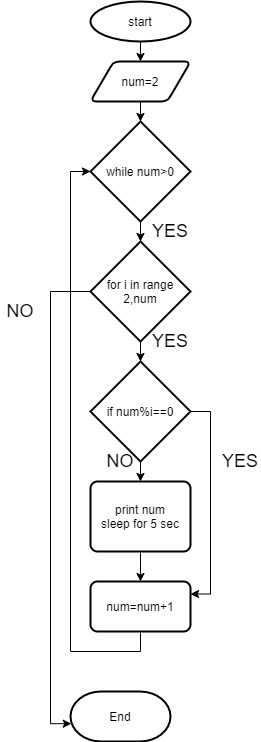 start
num=2
while num>0
YES
for i in range
2,num
NO
YES
if num%i==0
NO
YES
print num
sleep for 5 sec
num=num+1
End